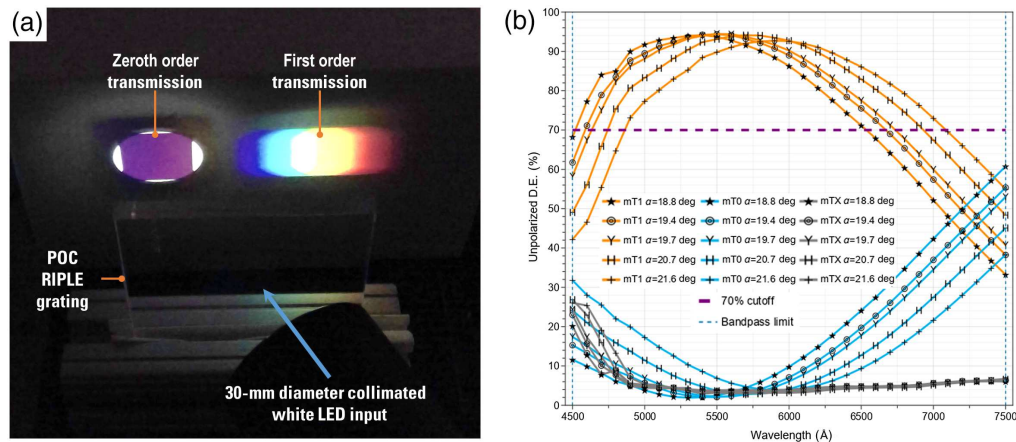 (a)
Zeroth order
transmission
First order
transmission
POC
RIPLE
grating
30-mm diameter collimated
white LED input
(b)
Unpolarized D.E. (%)
100
90
80
70
60
50
40
30
20
10
0
mT1 α=18.8 deg mT0 α=18.8 deg mTX α=18.8 deg
mT1 α=19.4 deg mT0 α=19.4 deg mTX α=19.4 deg
mT1 α=19.7 deg mT0 α=19.7 deg mTX α=19.7 deg
mT1 α=20.7 deg mT0 α=20.7 deg mTX α=20.7 deg
mT1 α=21.6 deg mT0 α=21.6 deg mTX α=21.6 deg
70% cutoff
Bandpass limit
4500 5000 5500 6000 6500 7000 7500
Wavelength (Å)